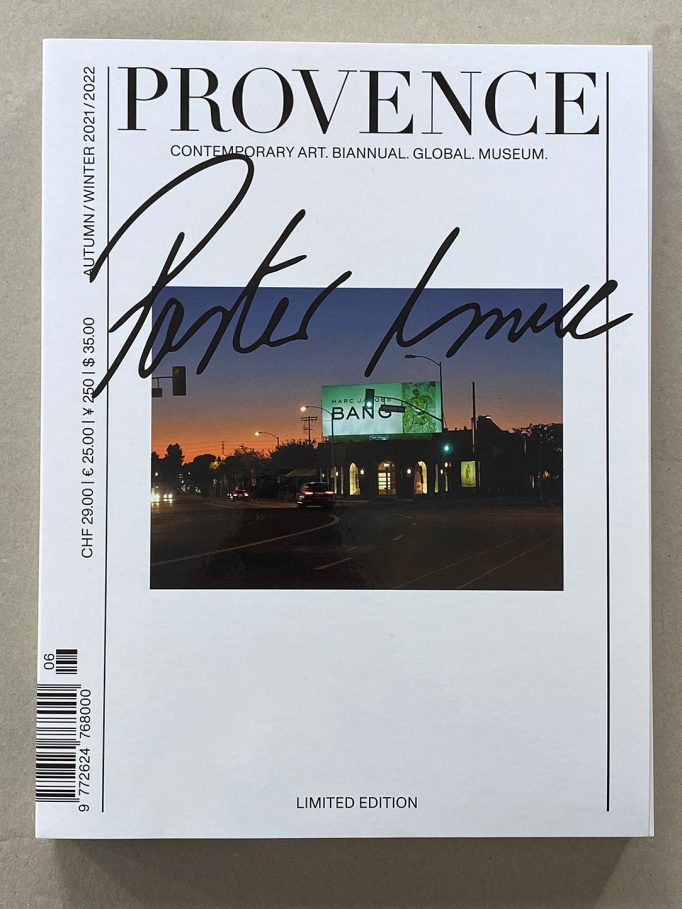 PROVENCE
CONTEMPORARY ART. BIANNUAL. GLOBAL. MUSEUM.
AUTUMN / WINTER 2021 / 2022
CHF 29.00 | € 25.00 | ¥ 250 | $ 35.00
MARC JACOBS
BANG
06
9 772624 768000
LIMITED EDITION